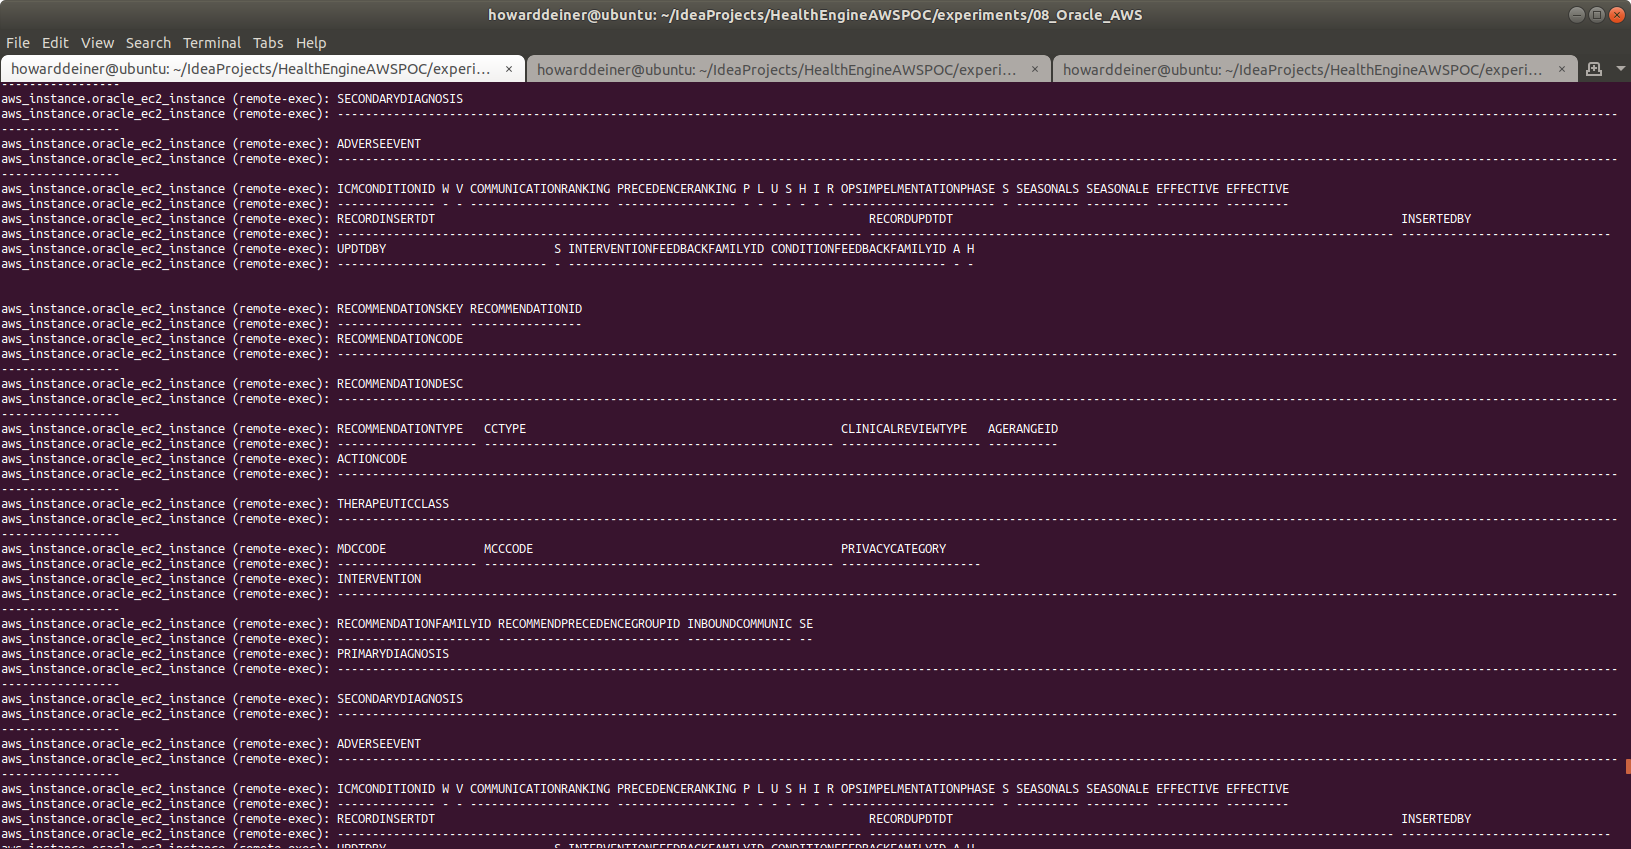 howarddeiner@ubuntu: ~/IdeaProjects/HealthEngineAWSPOC/experiments/08_Oracle_AWS
File Edit View Search Terminal Tabs Help
howarddeiner@ubuntu: ~/IdeaProjects/HealthEngineAWSPOC/experi... × howarddeiner@ubuntu: ~/IdeaProjects/HealthEngineAWSPOC/experi... × howarddeiner@ubuntu: ~/IdeaProjects/HealthEngineAWSPOC/experi... ×
-----------------
aws_instance.oracle_ec2_instance (remote-exec): SECONDARYDIAGNOSIS
aws_instance.oracle_ec2_instance (remote-exec): --------------------------------
-----------------
aws_instance.oracle_ec2_instance (remote-exec): ADVERSEEVENT
aws_instance.oracle_ec2_instance (remote-exec): --------------------------------
-----------------
aws_instance.oracle_ec2_instance (remote-exec): ICMCONDITIONID W V COMMUNICATIONRANKING PRECEDENCERANKING P L U S H I R OPSIMPELMENTATIONPHASE S SEASONALS SEASONALE EFFECTIVE EFFECTIVE
aws_instance.oracle_ec2_instance (remote-exec): -------------- - - -------------------- ----------------- - - - - - - - ---------------------- - --------- --------- --------- ---------
aws_instance.oracle_ec2_instance (remote-exec): RECORDINSERTDT RECORDUPDTDT INSERTEDBY
aws_instance.oracle_ec2_instance (remote-exec): -------------------------------- -------------------------------- ------------------------------
aws_instance.oracle_ec2_instance (remote-exec): UPDTDBY S INTERVENTIONFEEDBACKFAMILYID CONDITIONFEEDBACKFAMILYID A H
aws_instance.oracle_ec2_instance (remote-exec): ------------------------------ - ---------------------------- ------------------------- - -
aws_instance.oracle_ec2_instance (remote-exec): RECOMMENDATIONSKEY RECOMMENDATIONID
aws_instance.oracle_ec2_instance (remote-exec): ------------------ ----------------
aws_instance.oracle_ec2_instance (remote-exec): RECOMMENDATIONCODE
aws_instance.oracle_ec2_instance (remote-exec): --------------------------------
-----------------
aws_instance.oracle_ec2_instance (remote-exec): RECOMMENDATIONDESC
aws_instance.oracle_ec2_instance (remote-exec): --------------------------------
-----------------
aws_instance.oracle_ec2_instance (remote-exec): RECOMMENDATIONTYPE CCTYPE CLINICALREVIEWTYPE AGERANGEID
aws_instance.oracle_ec2_instance (remote-exec): -------------------- -------------------------------------------------- -------------------- ----------
aws_instance.oracle_ec2_instance (remote-exec): ACTIONCODE
aws_instance.oracle_ec2_instance (remote-exec): --------------------------------
-----------------
aws_instance.oracle_ec2_instance (remote-exec): THERAPEUTICCLASS
aws_instance.oracle_ec2_instance (remote-exec): --------------------------------
-----------------
aws_instance.oracle_ec2_instance (remote-exec): MDCCODE MCCCODE PRIVACYCATEGORY
aws_instance.oracle_ec2_instance (remote-exec): -------------------- -------------------------------------------------- --------------------
aws_instance.oracle_ec2_instance (remote-exec): INTERVENTION
aws_instance.oracle_ec2_instance (remote-exec): --------------------------------
-----------------
aws_instance.oracle_ec2_instance (remote-exec): RECOMMENDATIONFAMILYID RECOMMENDPRECEDENCEGROUPID INBOUNDCOMMUNIC SE
aws_instance.oracle_ec2_instance (remote-exec): ---------------------- -------------------------- --------------- --
aws_instance.oracle_ec2_instance (remote-exec): PRIMARYDIAGNOSIS
aws_instance.oracle_ec2_instance (remote-exec): --------------------------------
-----------------
aws_instance.oracle_ec2_instance (remote-exec): SECONDARYDIAGNOSIS
aws_instance.oracle_ec2_instance (remote-exec): --------------------------------
-----------------
aws_instance.oracle_ec2_instance (remote-exec): ADVERSEEVENT
aws_instance.oracle_ec2_instance (remote-exec): --------------------------------
-----------------
aws_instance.oracle_ec2_instance (remote-exec): ICMCONDITIONID W V COMMUNICATIONRANKING PRECEDENCERANKING P L U S H I R OPSIMPELMENTATIONPHASE S SEASONALS SEASONALE EFFECTIVE EFFECTIVE
aws_instance.oracle_ec2_instance (remote-exec): -------------- - - -------------------- ----------------- - - - - - - - ---------------------- - --------- --------- --------- ---------
aws_instance.oracle_ec2_instance (remote-exec): RECORDINSERTDT RECORDUPDTDT INSERTEDBY
aws_instance.oracle_ec2_instance (remote-exec): -------------------------------- -------------------------------- ------------------------------
aws_instance.oracle_ec2_instance (remote-exec): UPDTDBY S INTERVENTIONFEEDBACKFAMILYID CONDITIONFEEDBACKFAMILYID A H